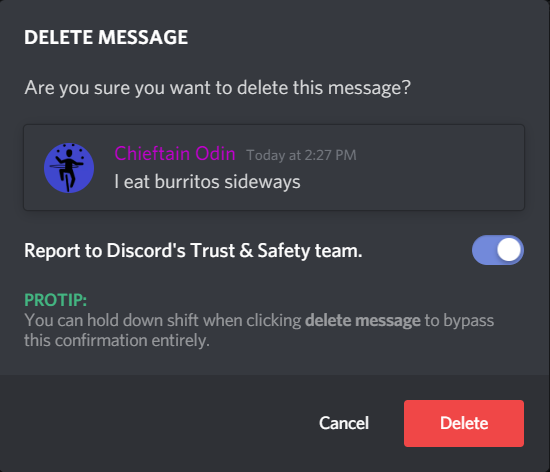 DELETE MESSAGE
Are you sure you want to delete this message?
Chieftain Odin Today at 2:27 PM
I eat burritos sideways
Report to Discord's Trust & Safety team.
PROTIP:
You can hold down shift when clicking delete message to bypass
this confirmation entirely.
Cancel Delete